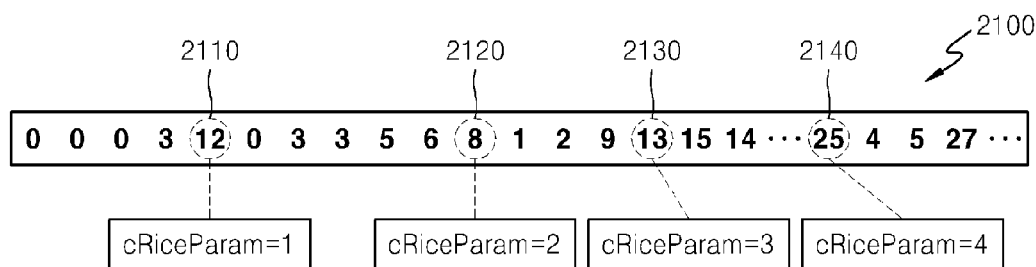 2100
2110 2120 2130 2140
0 0 0 3 12 0 3 3 5 6 8 1 2 9 13 15 14 ··· 25 4 5 27 ···
cRiceParam=1 cRiceParam=2 cRiceParam=3 cRiceParam=4